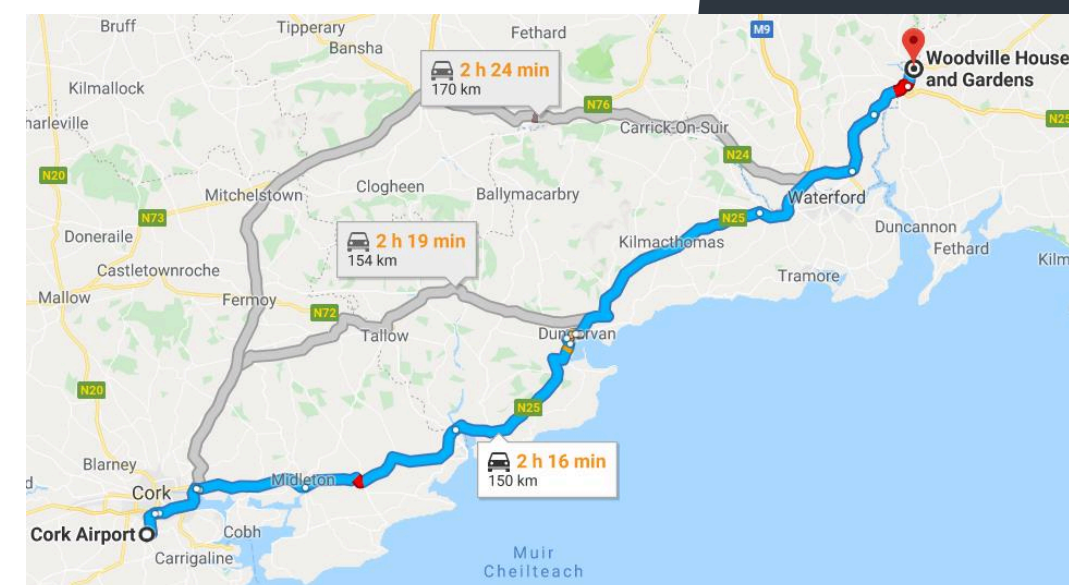 Bruff
Tipperary
Bansha
Fethard
M9
Woodville House
and Gardens
2 h 24 min
170 km
Kilmallock
N76
Carrick-On-Suir
N25
harleville
N24
N20
Mitchelstown
Clogheen
Ballymacarbry
Waterford
N73
N25
Duncannon
Doneraile
2 h 19 min
154 km
Kilmacthomas
Fethard
Kilm
Castletownroche
Tramore
Mallow
Fermoy
N72
Tallow
Dungarvan
N20
N25
Blarney
2 h 16 min
150 km
Midleton
Cork
Cork Airport
Cobh
Carrigaline
Muir
Cheilteach